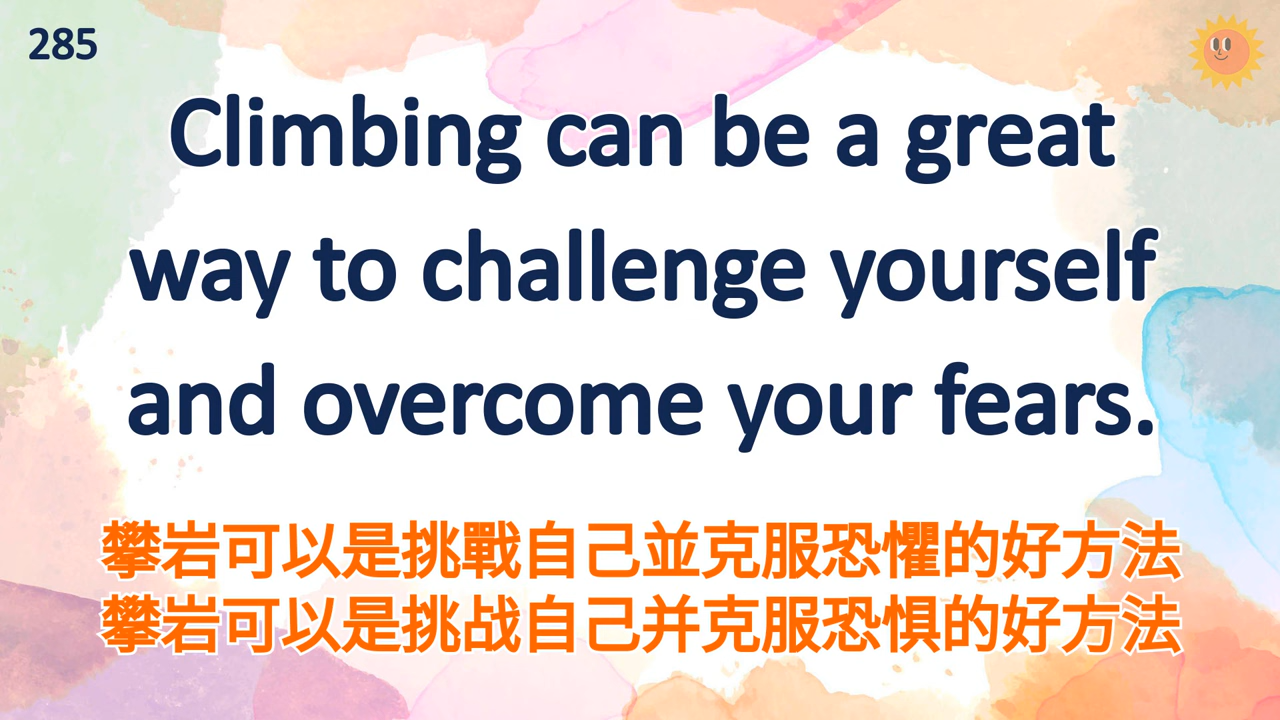 285
Climbing can be a great
way to challenge yourself
and overcome your fears.
攀岩可以是挑戰自己並克服恐懼的好方法
攀岩可以是挑战自己并克服恐惧的好方法